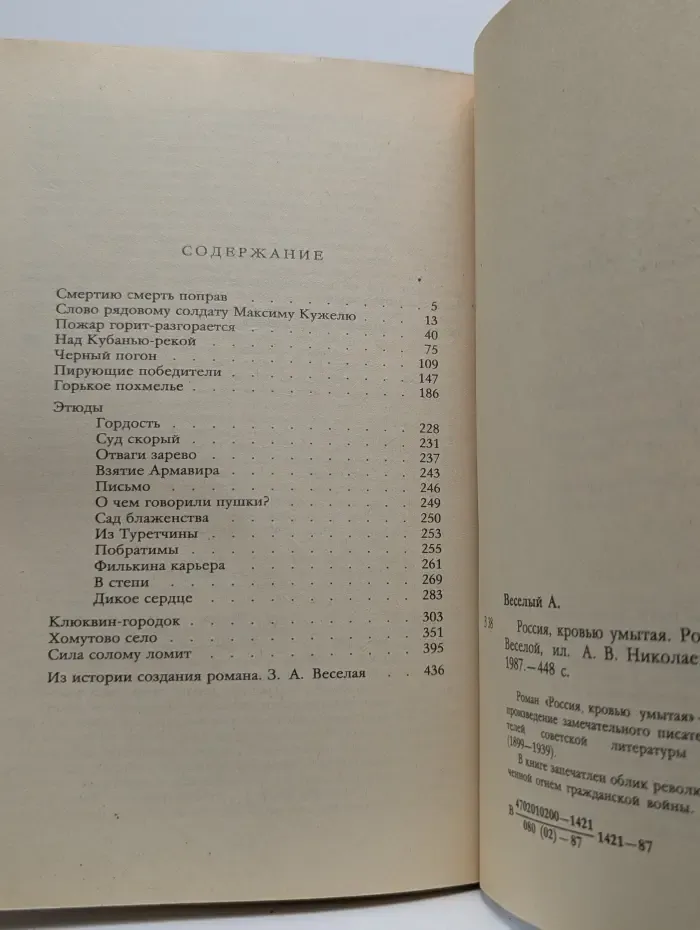 СОДЕРЖАНИЕ
Смертию смерть поправ . . . . . . . . . 5
Слово рядовому солдату Максиму Кужелю . . . . 13
Пожар горит-разгорается . . . . . . . . . 40
Над Кубанью-рекой . . . . . . . . . . 75
Черный погон . . . . . . . . . . . 109
Пирующие победители . . . . . . . . . 147
Горькое похмелье . . . . . . . . . . 186
Этюды
Гордость . . . . . . . . . . 228
Суд скорый . . . . . . . . . 231
Отваги зарево . . . . . . . . . 237
Взятие Армавира . . . . . . . . 243
Письмо . . . . . . . . . . 246
О чем говорили пушки? . . . . . . 249
Сад блаженства . . . . . . . . 250
Из Туретчины . . . . . . . . . 253
Побратимы . . . . . . . . . 255
Филькина карьера . . . . . . . . 261
В степи . . . . . . . . . . 269
Дикое сердце . . . . . . . . . 283
Клюквин-городок . . . . . . . . . . 303
Хомутово село . . . . . . . . . . . 351
Сила солому ломит . . . . . . . . . . 395
Из истории создания романа. З. А. Веселая . . 436
Веселый А.
Россия, кровью умытая.
Веселой, ил. А. В. Николае
1987.—448 с.
Роман «Россия, кровью умытая»
произведение замечательного писате
телей советской литературы
(1899—1939).
В книге запечатлен облик револю
ченной огнем гражданской войны.
В 4702010200—1421
080 (02)—87 1421—87